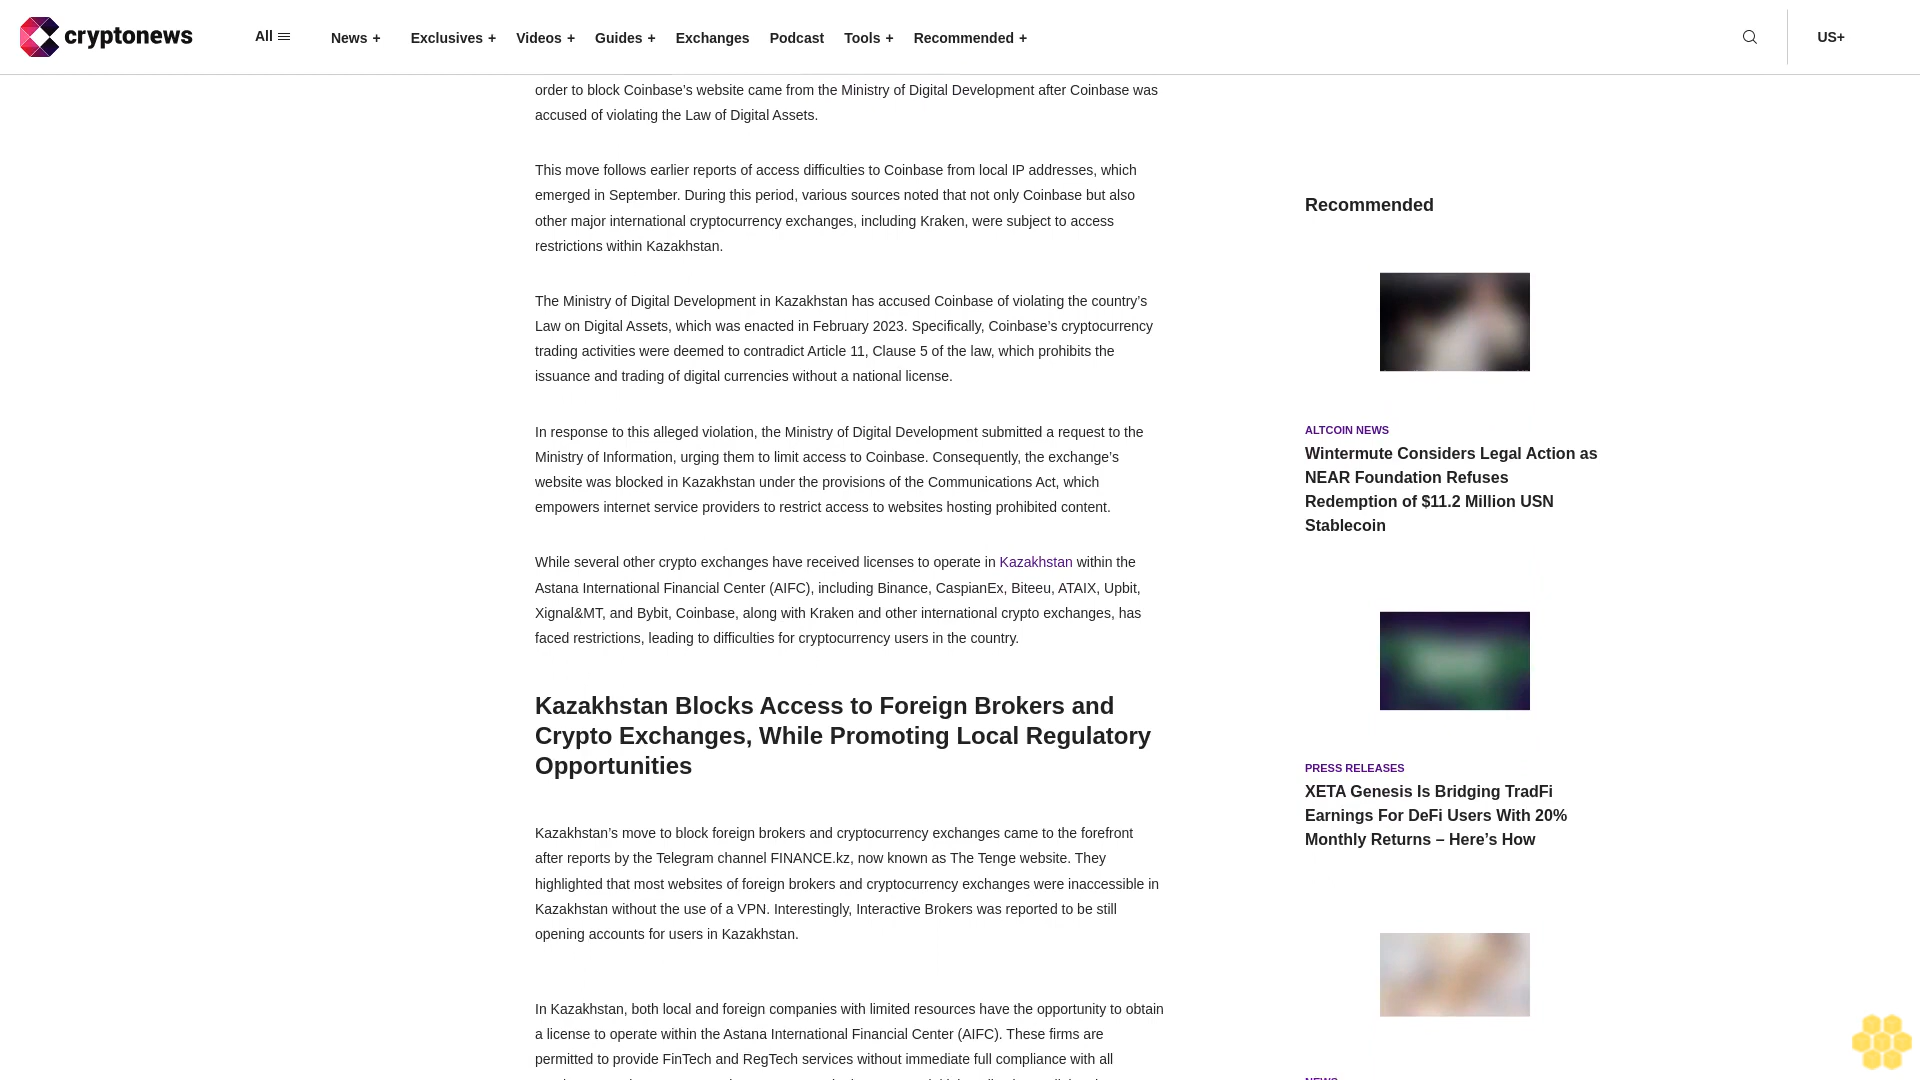 cryptonews
All
News +
Exclusives +
Videos +
Guides +
Exchanges
Podcast
Tools +
Recommended +
US+
order to block Coinbase’s website came from the Ministry of Digital Development after Coinbase was
accused of violating the Law of Digital Assets.
This move follows earlier reports of access difficulties to Coinbase from local IP addresses, which
emerged in September. During this period, various sources noted that not only Coinbase but also
other major international cryptocurrency exchanges, including Kraken, were subject to access
restrictions within Kazakhstan.
The Ministry of Digital Development in Kazakhstan has accused Coinbase of violating the country’s
Law on Digital Assets, which was enacted in February 2023. Specifically, Coinbase’s cryptocurrency
trading activities were deemed to contradict Article 11, Clause 5 of the law, which prohibits the
issuance and trading of digital currencies without a national license.
In response to this alleged violation, the Ministry of Digital Development submitted a request to the
Ministry of Information, urging them to limit access to Coinbase. Consequently, the exchange’s
website was blocked in Kazakhstan under the provisions of the Communications Act, which
empowers internet service providers to restrict access to websites hosting prohibited content.
While several other crypto exchanges have received licenses to operate in Kazakhstan within the
Astana International Financial Center (AIFC), including Binance, CaspianEx, Biteeu, ATAIX, Upbit,
Xignal&MT, and Bybit, Coinbase, along with Kraken and other international crypto exchanges, has
faced restrictions, leading to difficulties for cryptocurrency users in the country.
Kazakhstan Blocks Access to Foreign Brokers and
Crypto Exchanges, While Promoting Local Regulatory
Opportunities
Kazakhstan’s move to block foreign brokers and cryptocurrency exchanges came to the forefront
after reports by the Telegram channel FINANCE.kz, now known as The Tenge website. They
highlighted that most websites of foreign brokers and cryptocurrency exchanges were inaccessible in
Kazakhstan without the use of a VPN. Interestingly, Interactive Brokers was reported to be still
opening accounts for users in Kazakhstan.
In Kazakhstan, both local and foreign companies with limited resources have the opportunity to obtain
a license to operate within the Astana International Financial Center (AIFC). These firms are
permitted to provide FinTech and RegTech services without immediate full compliance with all
Recommended
ALTCOIN NEWS
Wintermute Considers Legal Action as
NEAR Foundation Refuses
Redemption of $11.2 Million USN
Stablecoin
PRESS RELEASES
XETA Genesis Is Bridging TradFi
Earnings For DeFi Users With 20%
Monthly Returns – Here’s How
NEWS